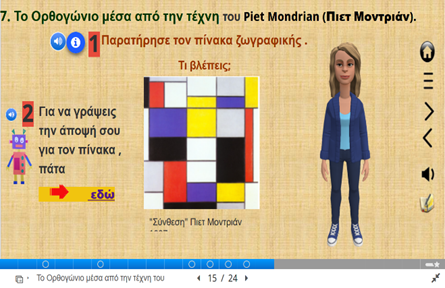 7. Το Ορθογώνιο μέσα από την τέχνη του Piet Mondrian (Πιετ Μοντριάν).
1 Παρατήρησε τον πίνακα ζωγραφικής .
Τι βλέπεις;
2 Για να γράψεις
την άποψή σου
για τον πίνακα ,
πάτα
εδώ
"Σύνθεση" Πιετ Μοντριάν
Το Ορθογώνιο μέσα από την τέχνη του
15 / 24